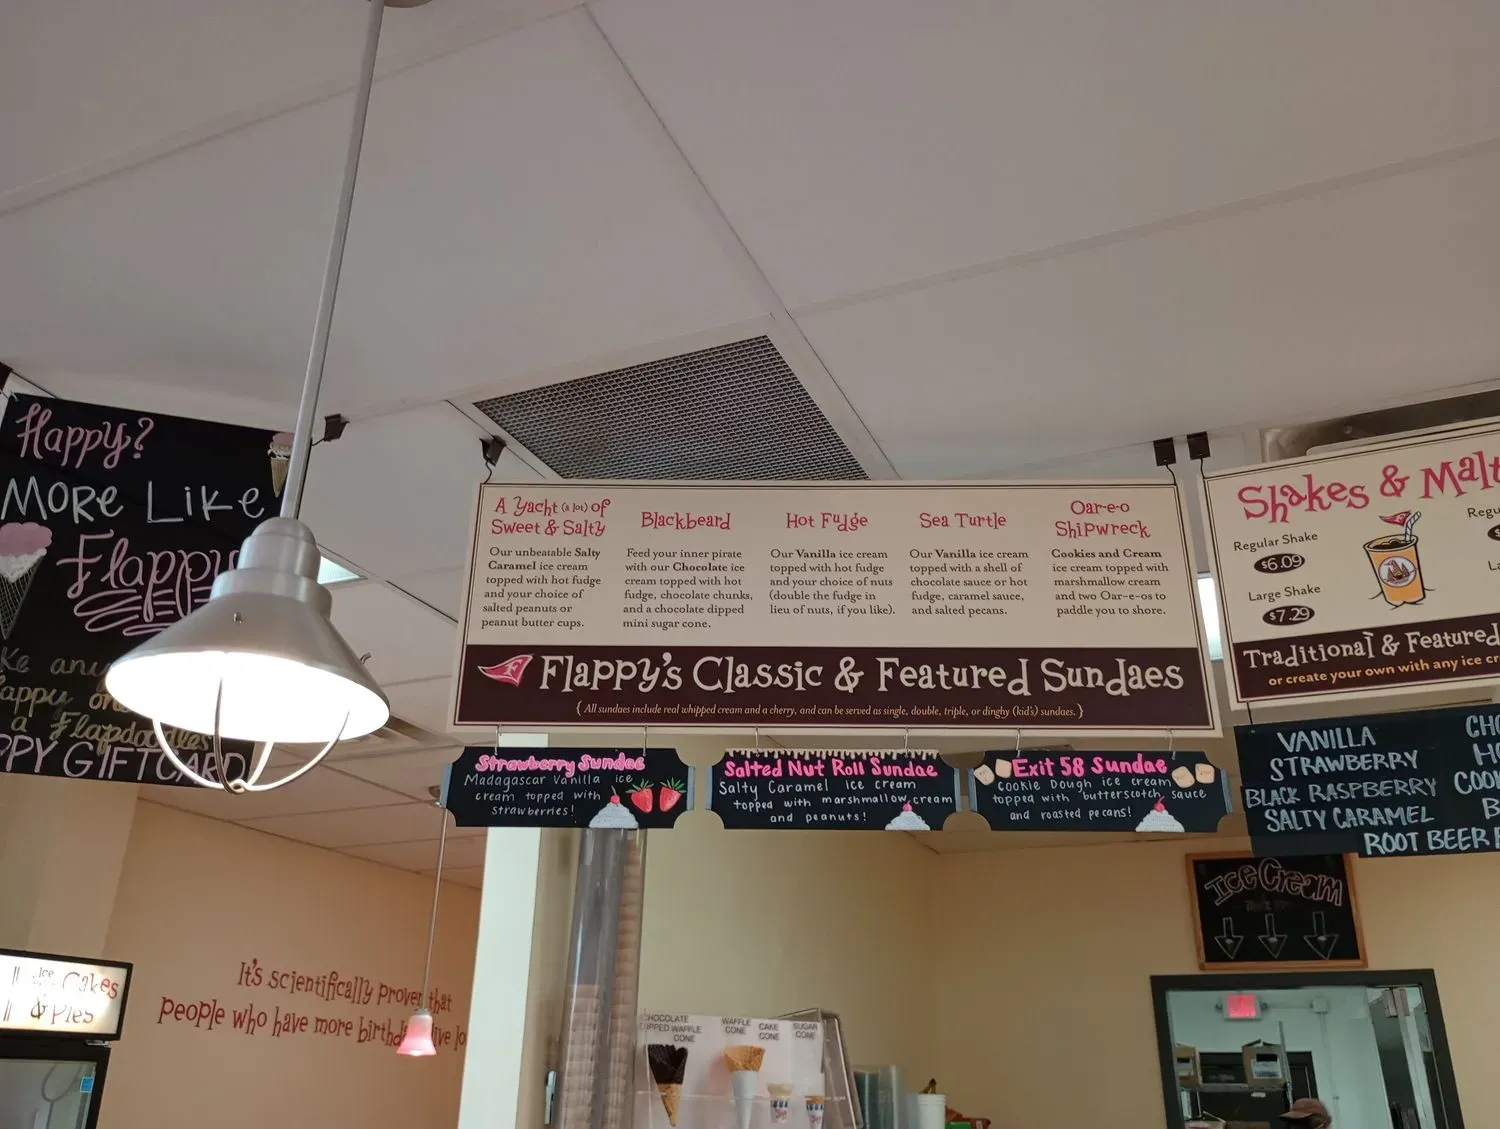 Happy?
More Like
Flappy
a Flapdoodles
GIFTCARD
A Yacht (a lot) of
Sweet & Salty
Our unbeatable Salty
Caramel ice cream
topped with hot fudge
and your choice of
salted peanuts or
peanut butter cups.
Blackbeard
Feed your inner pirate
with our Chocolate ice
cream topped with hot
fudge, chocolate chunks,
and a chocolate dipped
mini sugar cone.
Hot Fudge
Our Vanilla ice cream
topped with hot fudge
and your choice of nuts
(double the fudge in
lieu of nuts, if you like).
Sea Turtle
Our Vanilla ice cream
topped with a shell of
chocolate sauce or hot
fudge, caramel sauce,
and salted pecans.
Oar-e-o
Shipwreck
Cookies and Cream
ice cream topped with
marshmallow cream
and two Oar-e-os to
paddle you to shore.
F
Flappy's Classic & Featured Sundaes
{ All sundaes include real whipped cream and a cherry, and can be served as single, double, triple, or dinghy (kid's) sundaes. }
Strawberry Sundae
Madagascar Vanilla ice
cream topped with
strawberries!
Salted Nut Roll Sundae
Salty Caramel ice cream
topped with marshmallow cream
and peanuts!
Exit 58 Sundae
Cookie Dough ice cream
topped with butterscotch sauce
and roasted pecans!
Shakes & Malt
Regular Shake
$6.09
Large Shake
$7.29
Traditional & Featured
or create your own with any ice cr
VANILLA
STRAWBERRY
BLACK RASPBERRY
SALTY CARAMEL
ROOT BEER
Ice Cream
Ice Cakes
& Pies
It's scientifically proven that
people who have more birthd ive lo
CHOCOLATE
DIPPED WAFFLE
CONE
WAFFLE
CONE
CAKE
CONE
SUGAR
CONE